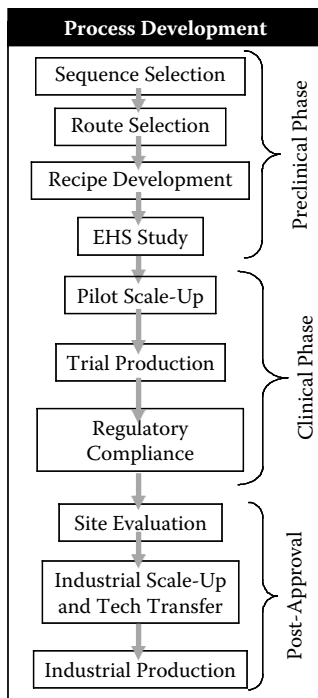 Process Development
Sequence Selection
Route Selection
Recipe Development
EHS Study
Preclinical Phase
Pilot Scale-Up
Trial Production
Regulatory
Compliance
Clinical Phase
Site Evaluation
Industrial Scale-Up
and Tech Transfer
Industrial Production
Post-Approval